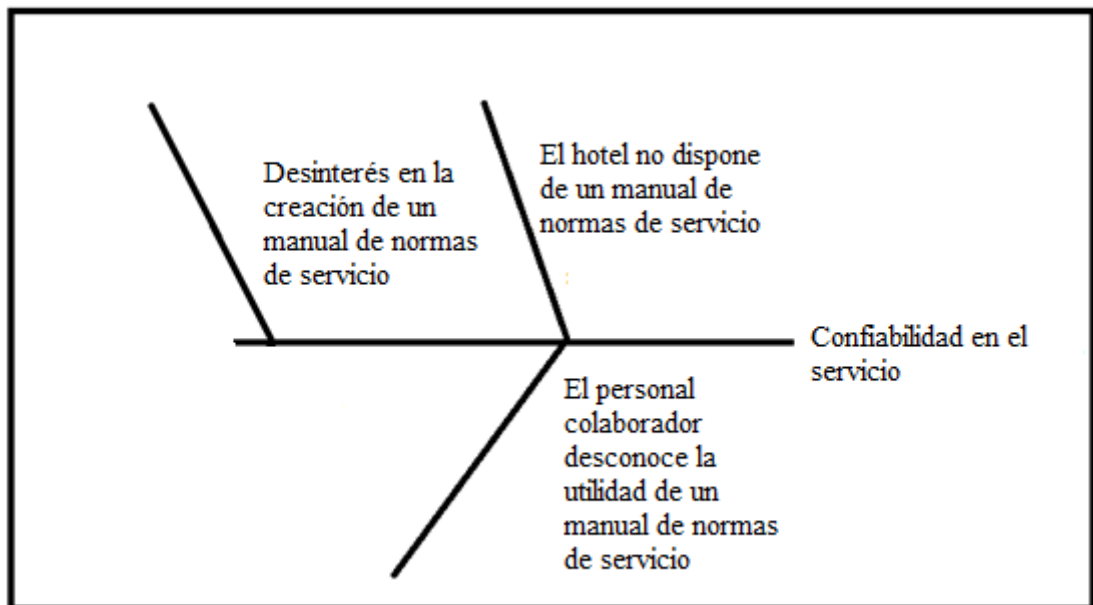 Desinterés en la
creación de un
manual de normas
de servicio
El hotel no dispone
de un manual de
normas de servicio
Confiabilidad en el
servicio
El personal
colaborador
desconoce la
utilidad de un
manual de normas
de servicio